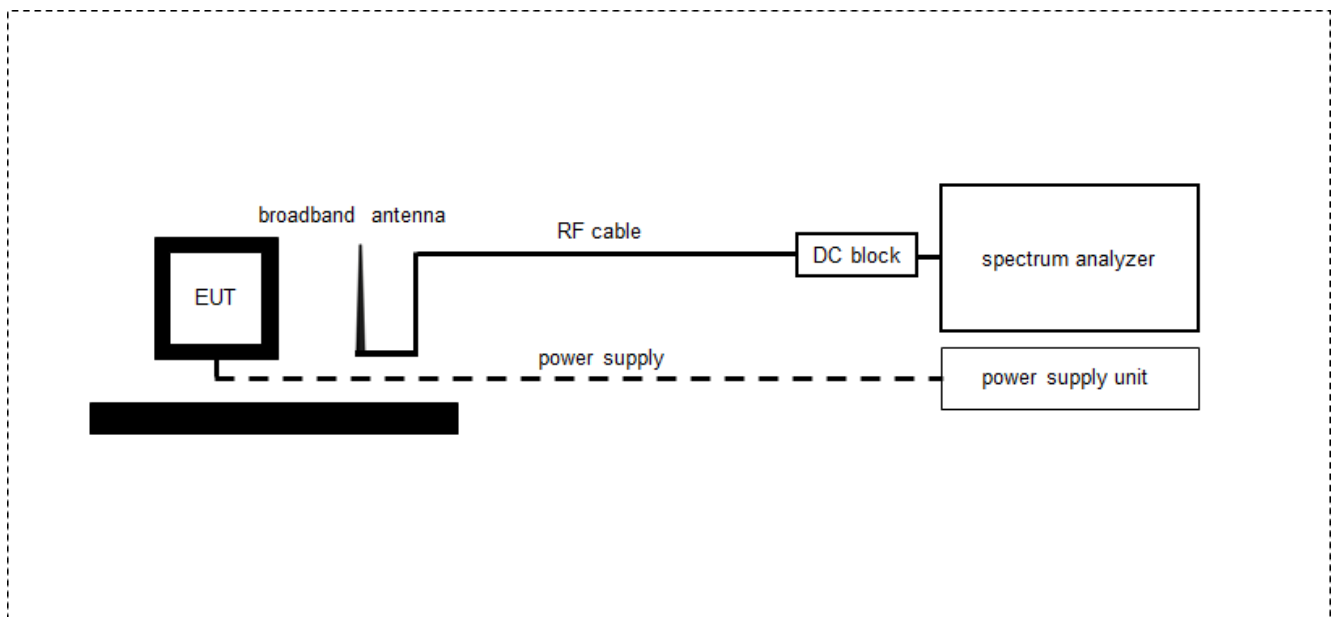 broadband antenna
RF cable
DC block
spectrum analyzer
EUT
power supply
power supply unit